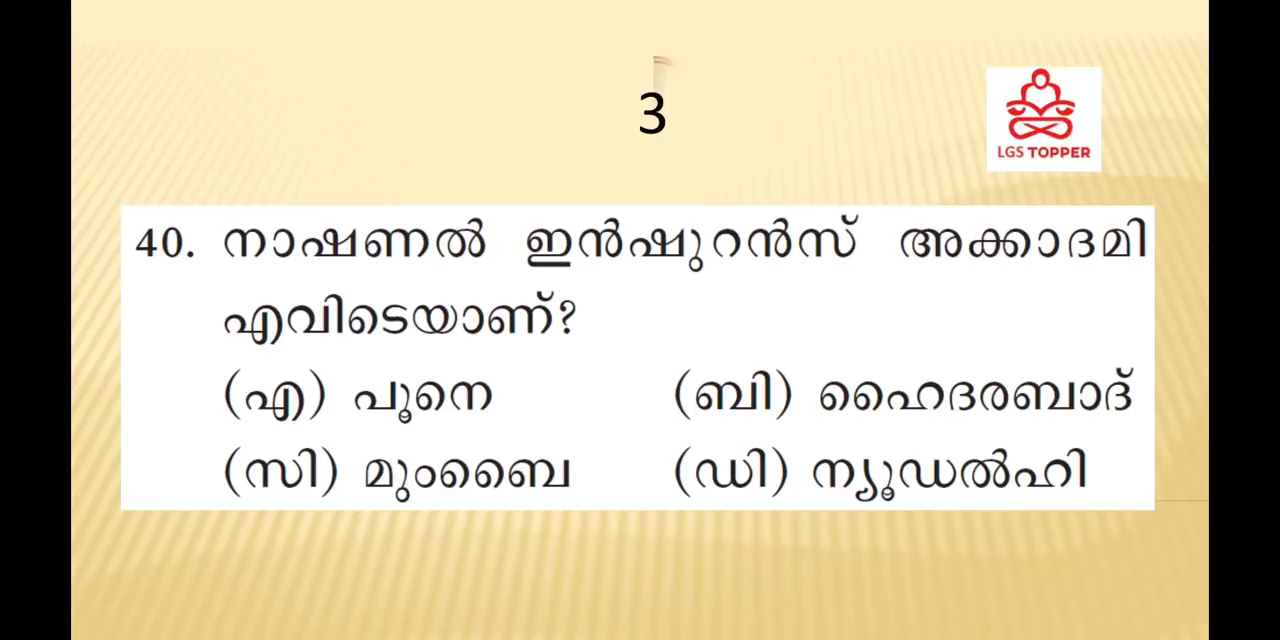 3
LGS TOPPER
40. നാഷണൽ ഇൻഷുറൻസ് അക്കാദമി
എവിടെയാണ്?
(എ) പൂനെ (ബി) ഹൈദരബാദ്
(സി) മുംബൈ (ഡി) ന്യൂഡൽഹി